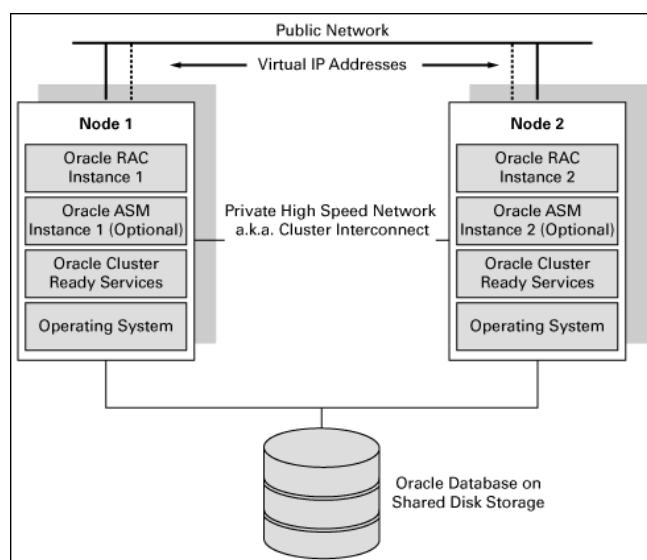 Public Network
Virtual IP Addresses
Node 1
Oracle RAC
Instance 1
Oracle ASM
Instance 1 (Optional)
Oracle Cluster
Ready Services
Operating System
Private High Speed Network
a.k.a. Cluster Interconnect
Node 2
Oracle RAC
Instance 2
Oracle ASM
Instance 2 (Optional)
Oracle Cluster
Ready Services
Operating System
Oracle Database on
Shared Disk Storage